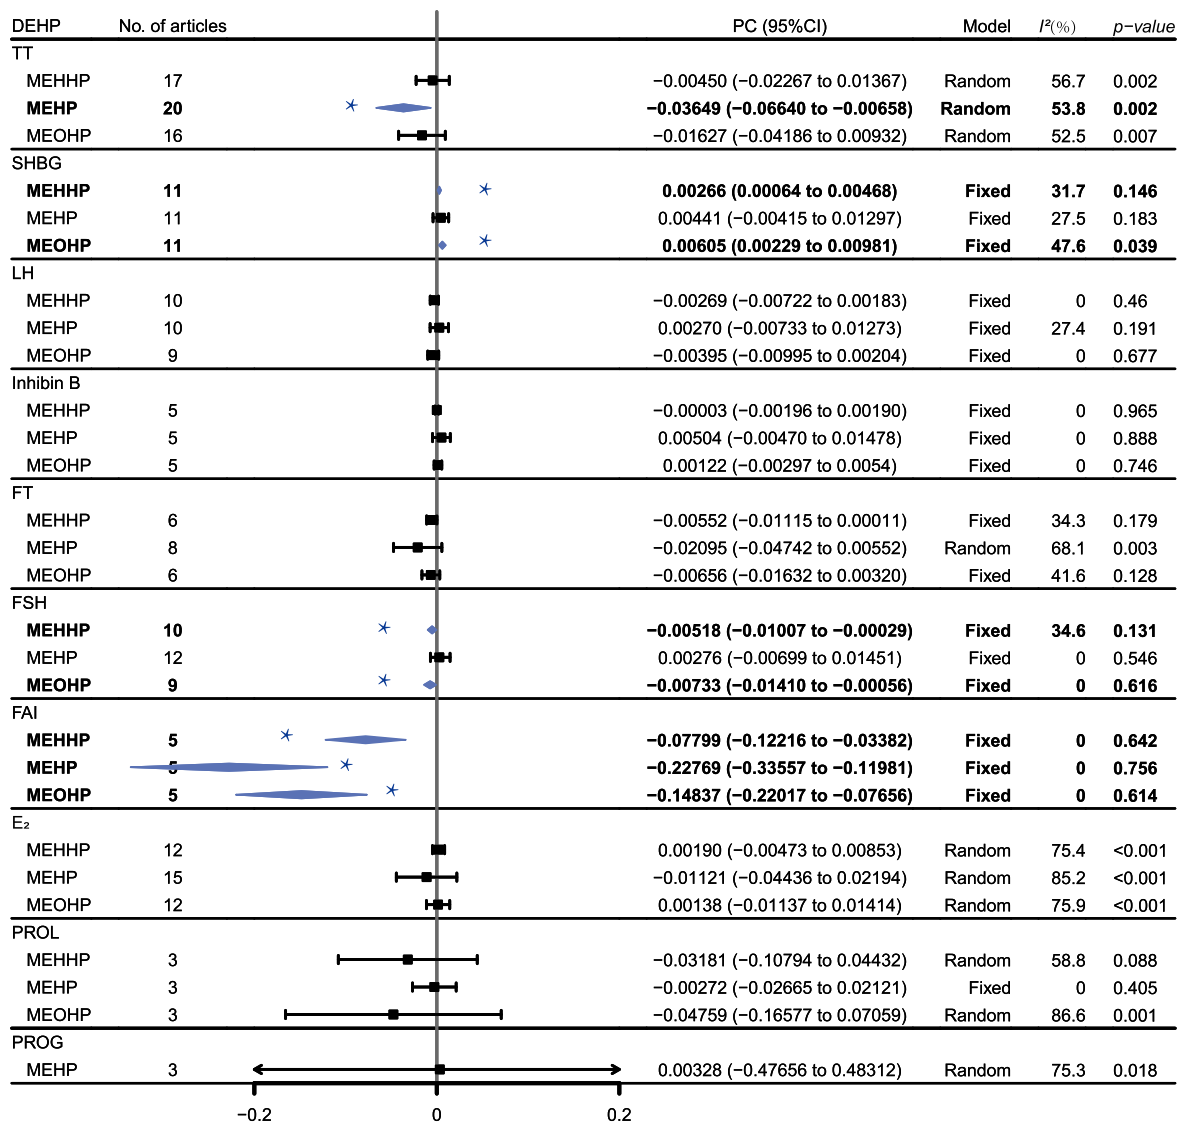 DEHP No. of articles PC (95%CI) Model I²(%) p−value
TT
MEHHP 17 −0.00450 (−0.02267 to 0.01367) Random 56.7 0.002
MEHP 20 −0.03649 (−0.06640 to −0.00658) Random 53.8 0.002
MEOHP 16 −0.01627 (−0.04186 to 0.00932) Random 52.5 0.007
SHBG
MEHHP 11 0.00266 (0.00064 to 0.00468) Fixed 31.7 0.146
MEHP 11 0.00441 (−0.00415 to 0.01297) Fixed 27.5 0.183
MEOHP 11 0.00605 (0.00229 to 0.00981) Fixed 47.6 0.039
LH
MEHHP 10 −0.00269 (−0.00722 to 0.00183) Fixed 0 0.46
MEHP 10 0.00270 (−0.00733 to 0.01273) Fixed 27.4 0.191
MEOHP 9 −0.00395 (−0.00995 to 0.00204) Fixed 0 0.677
Inhibin B
MEHHP 5 −0.00003 (−0.00196 to 0.00190) Fixed 0 0.965
MEHP 5 0.00504 (−0.00470 to 0.01478) Fixed 0 0.888
MEOHP 5 0.00122 (−0.00297 to 0.0054) Fixed 0 0.746
FT
MEHHP 6 −0.00552 (−0.01115 to 0.00011) Fixed 34.3 0.179
MEHP 8 −0.02095 (−0.04742 to 0.00552) Random 68.1 0.003
MEOHP 6 −0.00656 (−0.01632 to 0.00320) Fixed 41.6 0.128
FSH
MEHHP 10 −0.00518 (−0.01007 to −0.00029) Fixed 34.6 0.131
MEHP 12 0.00276 (−0.00699 to 0.01451) Fixed 0 0.546
MEOHP 9 −0.00733 (−0.01410 to −0.00056) Fixed 0 0.616
FAI
MEHHP 5 −0.07799 (−0.12216 to −0.03382) Fixed 0 0.642
MEHP 5 −0.22769 (−0.33557 to −0.11981) Fixed 0 0.756
MEOHP 5 −0.14837 (−0.22017 to −0.07656) Fixed 0 0.614
E₂
MEHHP 12 0.00190 (−0.00473 to 0.00853) Random 75.4 <0.001
MEHP 15 −0.01121 (−0.04436 to 0.02194) Random 85.2 <0.001
MEOHP 12 0.00138 (−0.01137 to 0.01414) Random 75.9 <0.001
PROL
MEHHP 3 −0.03181 (−0.10794 to 0.04432) Random 58.8 0.088
MEHP 3 −0.00272 (−0.02665 to 0.02121) Fixed 0 0.405
MEOHP 3 −0.04759 (−0.16577 to 0.07059) Random 86.6 0.001
PROG
MEHP 3 0.00328 (−0.47656 to 0.48312) Random 75.3 0.018
−0.2 0 0.2